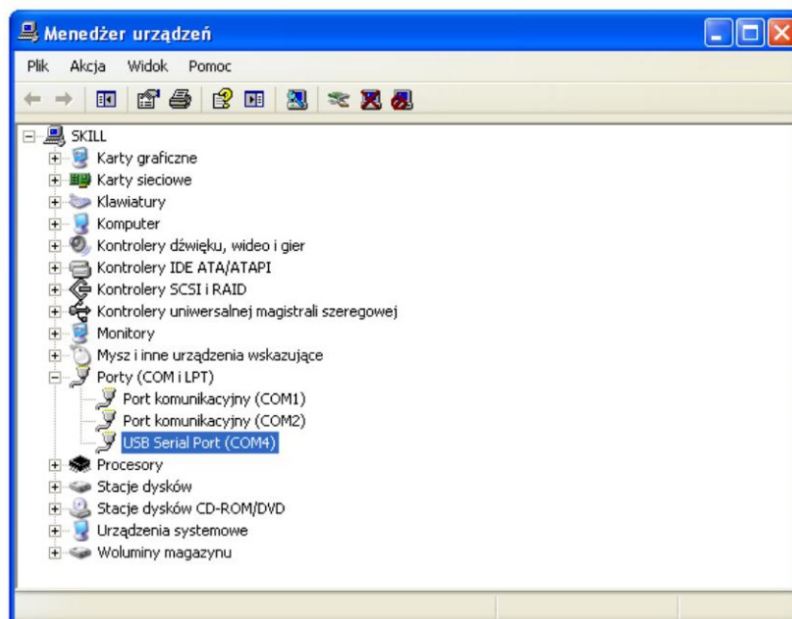 Menedżer urządzeń
Plik Akcja Widok Pomoc
SKILL
Karty graficzne
Karty sieciowe
Klawiatury
Komputer
Kontrolery dźwięku, wideo i gier
Kontrolery IDE ATA/ATAPI
Kontrolery SCSI i RAID
Kontrolery uniwersalnej magistrali szeregowej
Monitory
Mysz i inne urządzenia wskazujące
Porty (COM i LPT)
Port komunikacyjny (COM1)
Port komunikacyjny (COM2)
USB Serial Port (COM4)
Procesory
Stacje dysków
Stacje dysków CD-ROM/DVD
Urządzenia systemowe
Woluminy magazynu